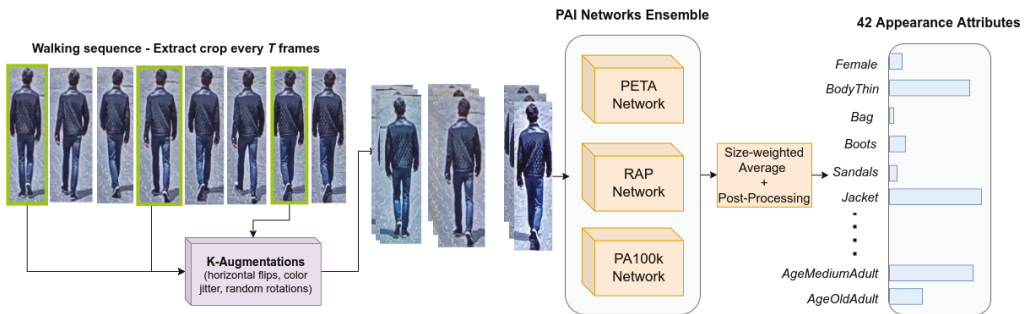 Walking sequence - Extract crop every T frames
K-Augmentations
(horizontal flips, color
jitter, random rotations)
PAI Networks Ensemble
PETA
Network
RAP
Network
PA100k
Network
Size-weighted
Average
+
Post-Processing
42 Appearance Attributes
Female
BodyThin
Bag
Boots
Sandals
Jacket
AgeMediumAdult
AgeOldAdult